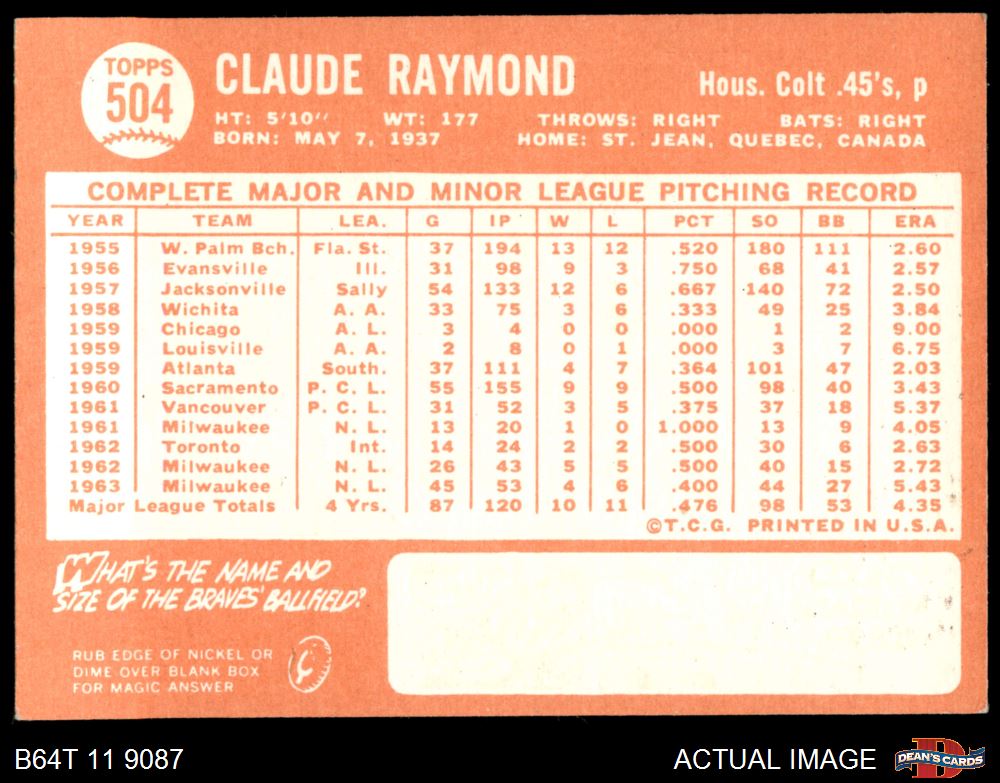 TOPPS
504
CLAUDE RAYMOND
Hous. Colt .45's, p
HT: 5'10" WT: 177 THROWS: RIGHT BATS: RIGHT
BORN: MAY 7, 1937 HOME: ST. JEAN, QUEBEC, CANADA
COMPLETE MAJOR AND MINOR LEAGUE PITCHING RECORD
YEAR TEAM LEA. G IP W L PCT SO BB ERA
1955 W. Palm Bch. Fla. St. 37 194 13 12 .520 180 111 2.60
1956 Evansville Ill. 31 98 9 3 .750 68 41 2.57
1957 Jacksonville Sally 54 133 12 6 .667 140 72 2.50
1958 Wichita A. A. 33 75 3 6 .333 49 25 3.84
1959 Chicago A. L. 3 4 0 0 .000 1 2 9.00
1959 Louisville A. A. 2 8 0 1 .000 3 7 6.75
1959 Atlanta South. 37 111 4 7 .364 101 47 2.03
1960 Sacramento P. C. L. 55 155 9 9 .500 98 40 3.43
1961 Vancouver P. C. L. 31 52 3 5 .375 37 18 5.37
1961 Milwaukee N. L. 13 20 1 0 1.000 13 9 4.05
1962 Toronto Int. 14 24 2 2 .500 30 6 2.63
1962 Milwaukee N. L. 26 43 5 5 .500 40 15 2.72
1963 Milwaukee N. L. 45 53 4 6 .400 44 27 5.43
Major League Totals 4 Yrs. 87 120 10 11 .476 98 53 4.35
©T.C.G. PRINTED IN U.S.A.
WHAT'S THE NAME AND
SIZE OF THE BRAVES' BALLFIELD?
RUB EDGE OF NICKEL OR
DIME OVER BLANK BOX
FOR MAGIC ANSWER
B64T 11 9087
ACTUAL IMAGE
D
DEAN'S CARDS